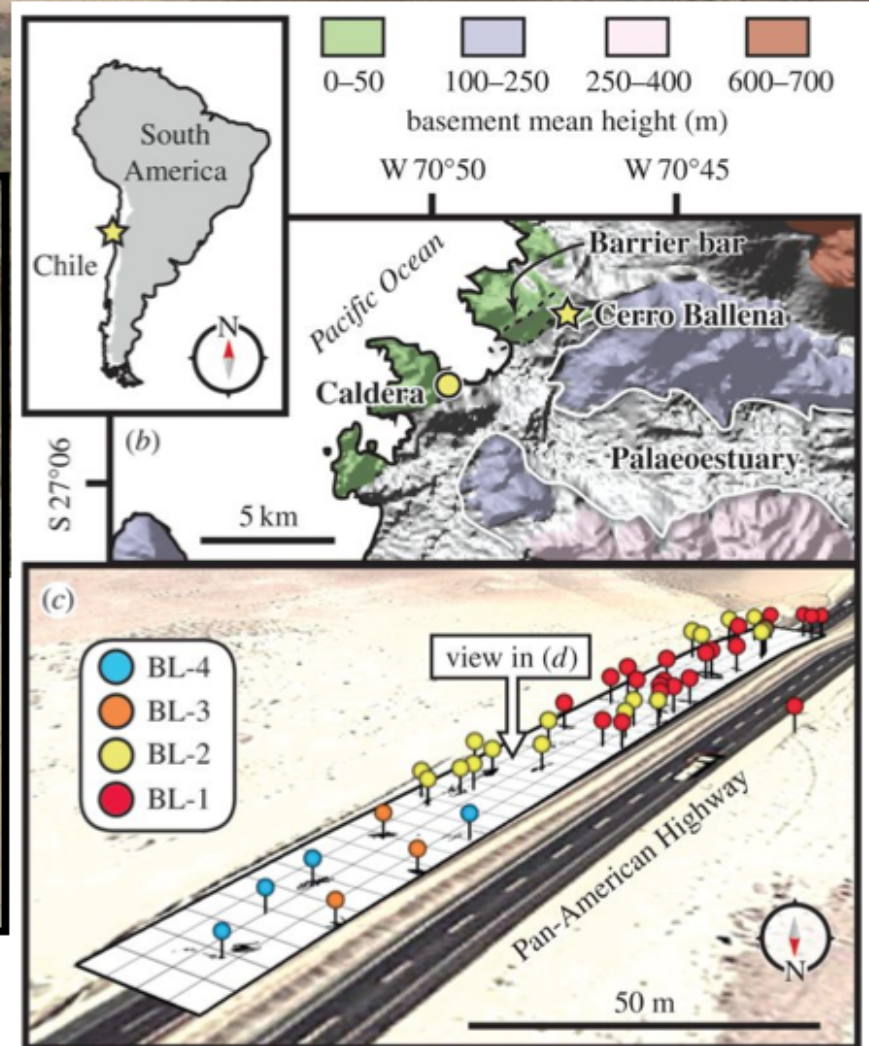 0–50
100–250
250–400
600–700
basement mean height (m)
W 70°50
W 70°45
South
America
Chile
N
Pacific Ocean
Barrier bar
Cerro Ballena
Caldera
(b)
Palaeoestuary
S 27°06
5 km
(c)
view in (d)
BL-4
BL-3
BL-2
BL-1
Pan-American Highway
N
50 m